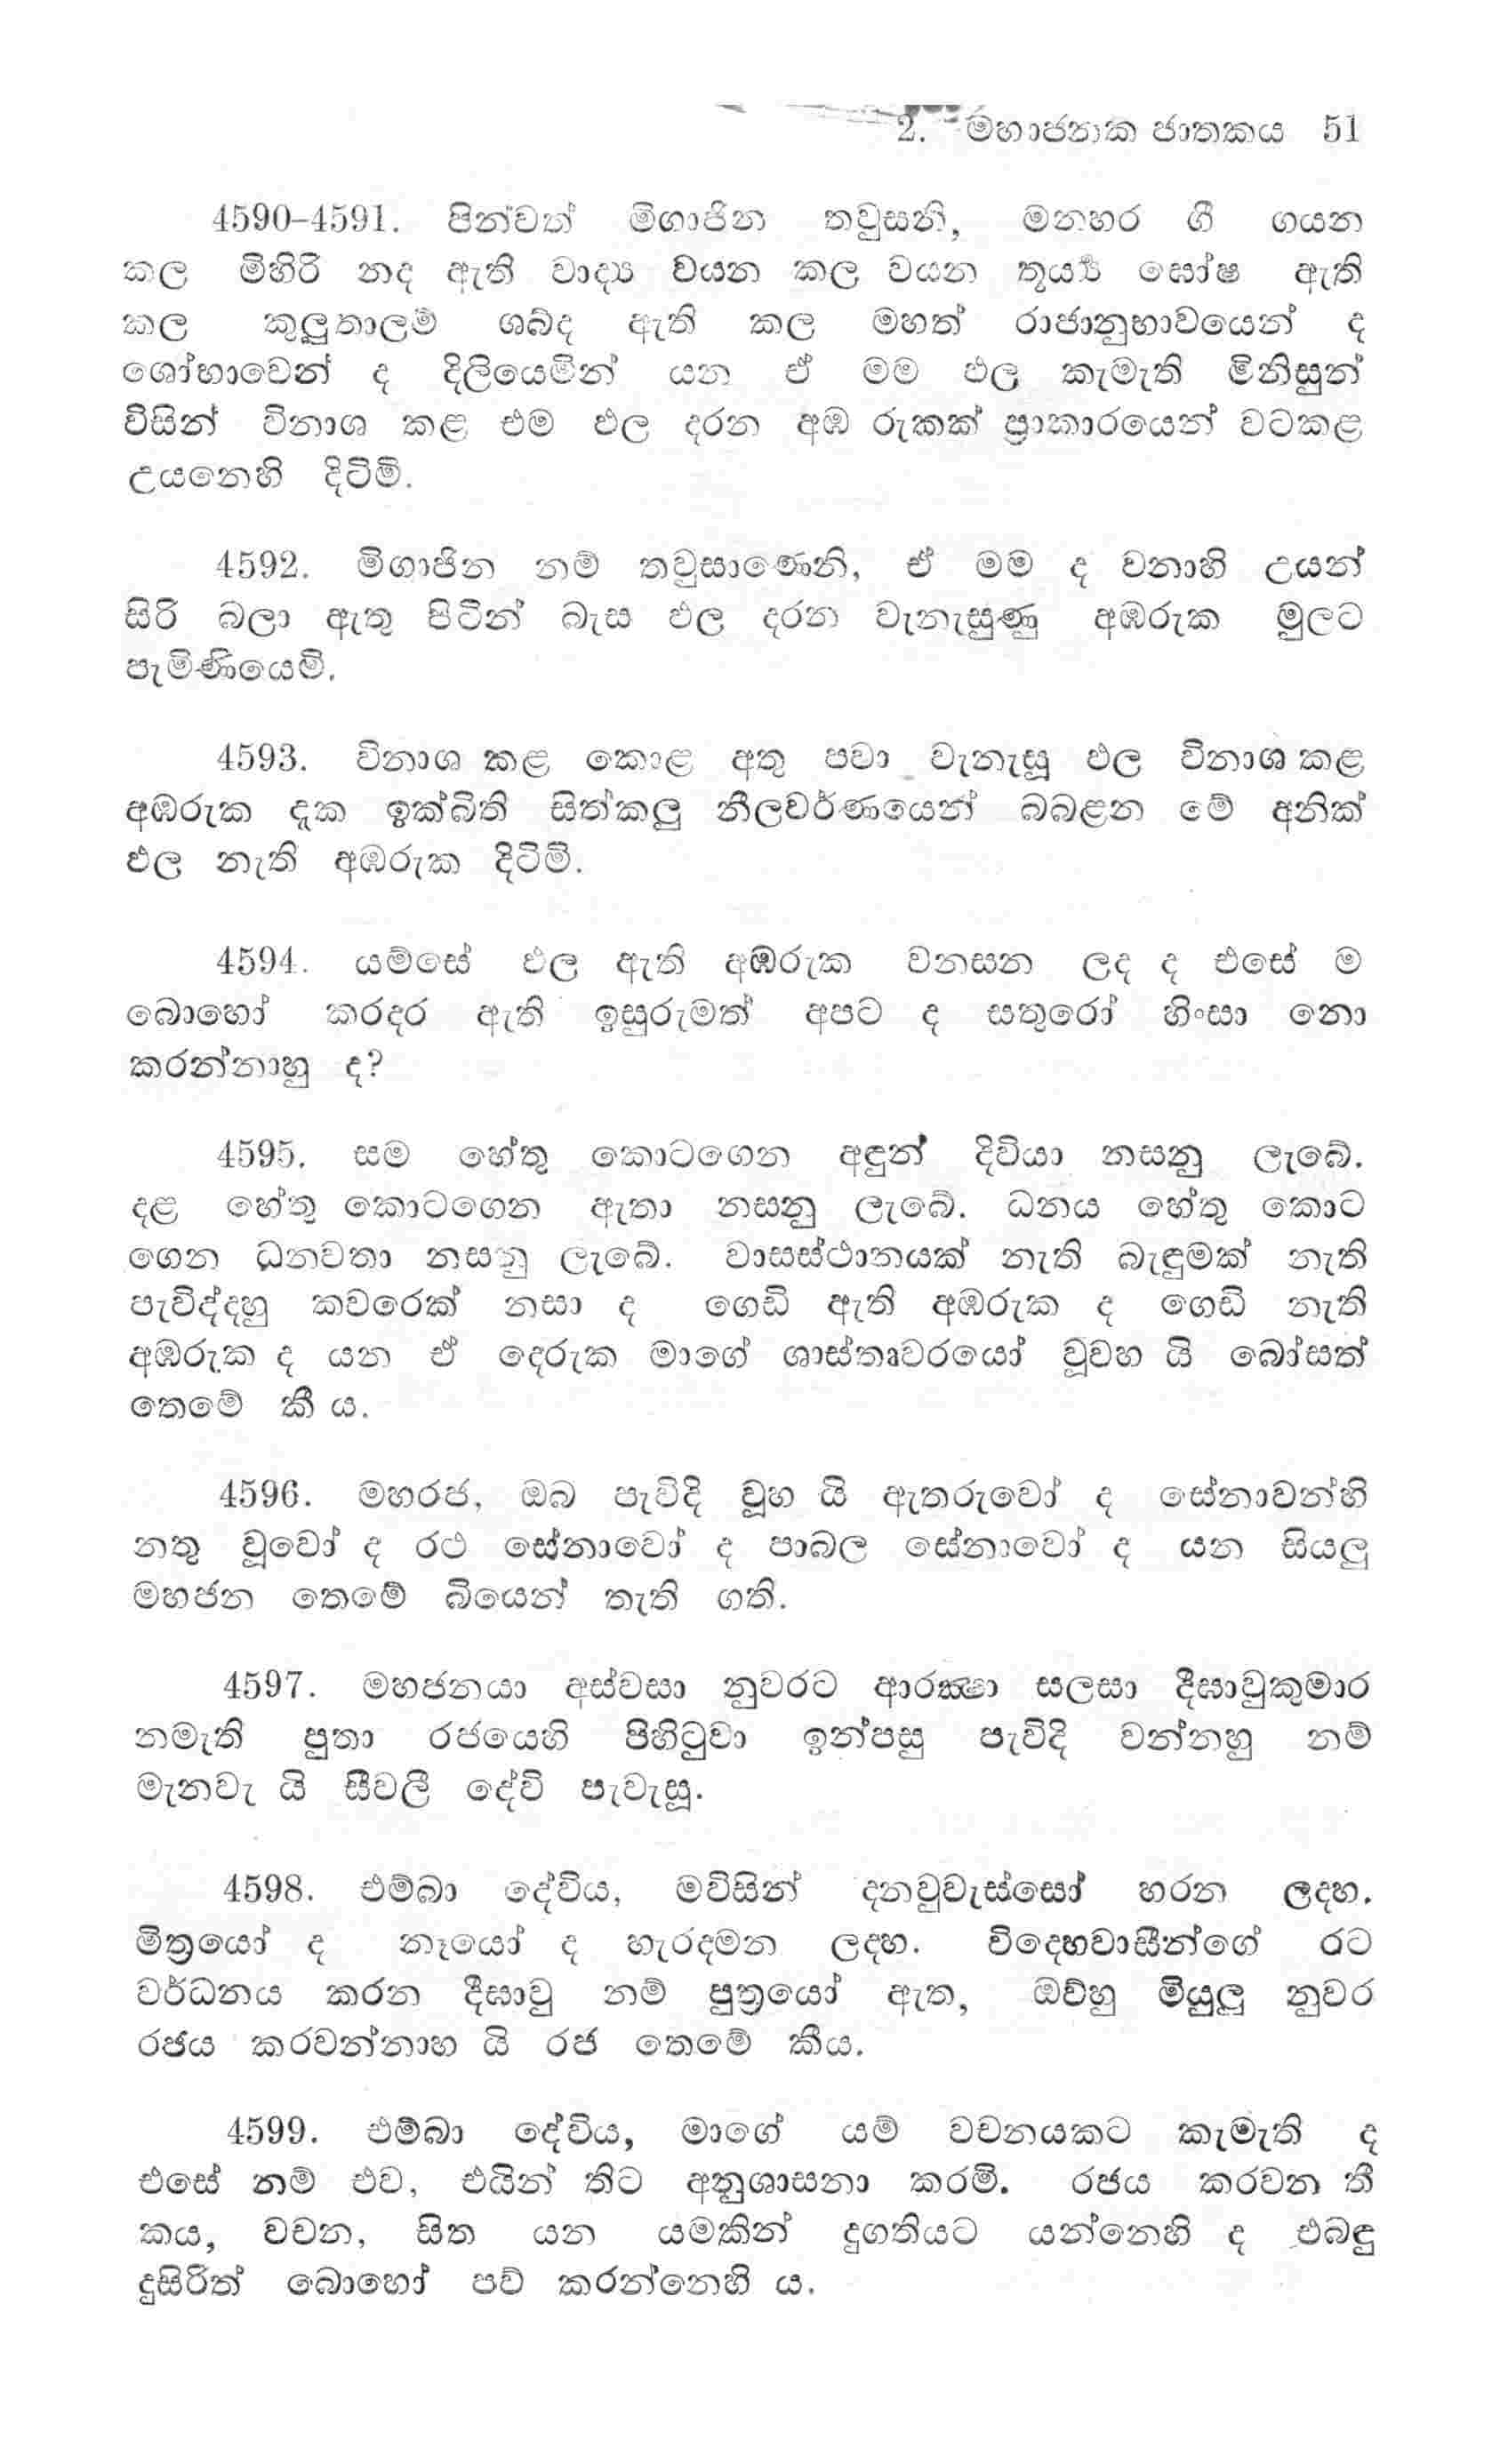 2. මහාජනක ජාතකය 51
4590–4591. පින්වත් මිගාජින තවුසනි, මනහර ගී ගයන
කල මිහිරි නද ඇති වාද්‍ය වයන කල වයන තූර්‍ය්‍ය ඝෝෂ ඇති
කල කුලුතාලම් ශබ්ද ඇති කල මහත් රාජානුභාවයෙන් ද
ශෝභාවෙන් ද දිලියෙමින් යන ඒ මම ඵල කැමැති මිනිසුන්
විසින් විනාශ කළ එම ඵල දරන අඹ රුකක් ප්‍රාකාරයෙන් වටකළ
උයනෙහි දිටිමි.
4592. මිගාජින නම් තවුසාණෙනි, ඒ මම ද වනාහි උයන්
සිරි බලා ඇතු පිටින් බැස ඵල දරන වැනැසුණු අඹරුක මුලට
පැමිණියෙමි.
4593. විනාශ කළ කොළ අතු පවා වැනැසූ ඵල විනාශ කළ
අඹරුක දැක ඉක්බිති සිත්කලු නීලවර්ණයෙන් බබළන මේ අනික්
ඵල නැති අඹරුක දිටිමි.
4594. යම්සේ ඵල ඇති අඹරුක වනසන ලද ද එසේ ම
බොහෝ කරදර ඇති ඉසුරුමත් අපට ද සතුරෝ හිංසා නො
කරන්නාහු ද?
4595. සම හේතු කොටගෙන අඳුන් දිවියා නසනු ලැබේ.
දළ හේතු කොටගෙන ඇතා නසනු ලැබේ. ධනය හේතු කොට
ගෙන ධනවතා නසනු ලැබේ. වාසස්ථානයක් නැති බැඳුමක් නැති
පැවිද්දහු කවරෙක් නසා ද ගෙඩි ඇති අඹරුක ද ගෙඩි නැති
අඹරුක ද යන ඒ දෙරුක මාගේ ශාස්තෘවරයෝ වූවහ යි බෝසත්
තෙමේ කී ය.
4596. මහරජ, ඔබ පැවිදි වූහ යි ඇතරුවෝ ද සේනාවන්හි
නතු වූවෝ ද රථ සේනාවෝ ද පාබල සේනාවෝ ද යන සියලු
මහජන තෙමේ බියෙන් තැති ගති.
4597. මහජනයා අස්වසා නුවරට ආරක්‍ෂා සලසා දීඝාවුකුමාර
නමැති පුතා රජයෙහි පිහිටුවා ඉන්පසු පැවිදි වන්නහු නම්
මැනවැ යි සීවලී දේවි පැවැසූ.
4598. එම්බා දේවිය, මවිසින් දනවුවැස්සෝ හරන ලදහ.
මිත්‍රයෝ ද නෑයෝ ද හැරදමන ලදහ. විදෙහවාසීන්ගේ රට
වර්ධනය කරන දීඝාවු නම් පුත්‍රයෝ ඇත, ඔව්හු මියුලු නුවර
රජය කරවන්නාහ යි රජ තෙමේ කීය.
4599. එම්බා දේවිය, මාගේ යම් වචනයකට කැමැති ද
එසේ නම් එව, එයින් තිට අනුශාසනා කරමි. රජය කරවන තී
කය, වචන, සිත යන යමකින් දුගතියට යන්නෙහි ද එබඳු
දුසිරිත් බොහෝ පව් කරන්නෙහි ය.